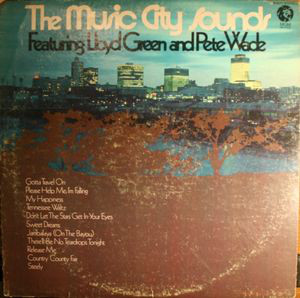 The Music City Sounds
Featuring Lloyd Green and Pete Wade
MGM
Gotta Travel On
Please Help Me, I'm Falling
My Happiness
Tennessee Waltz
Don't Let The Stars Get In Your Eyes
Sweet Dreams
Jambalaya (On The Bayou)
There'll Be No Teardrops Tonight
Release Me
Country County Fair
Steely